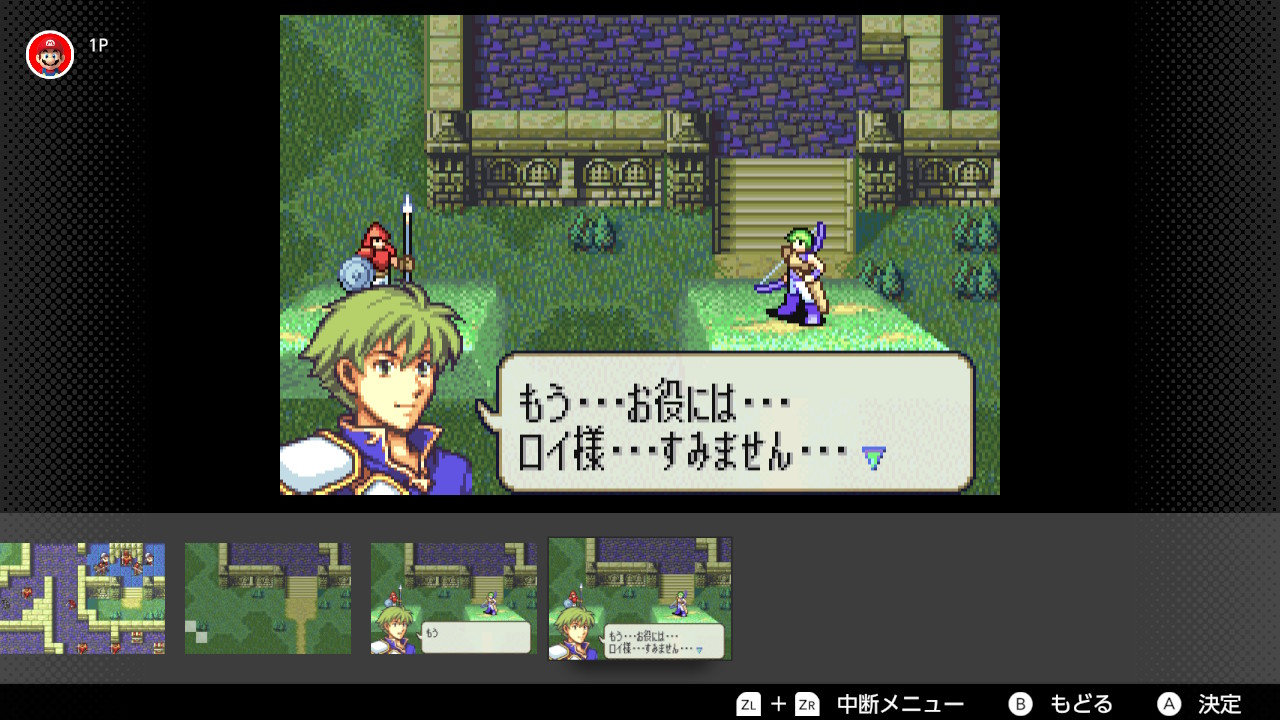 1P
もう・・・お役には・・・
ロイ様・・・すみません・・・
もう
もう・・・お役には・・・
ロイ様・・・すみません・・・
ZL + ZR 中断メニュー B もどる A 決定